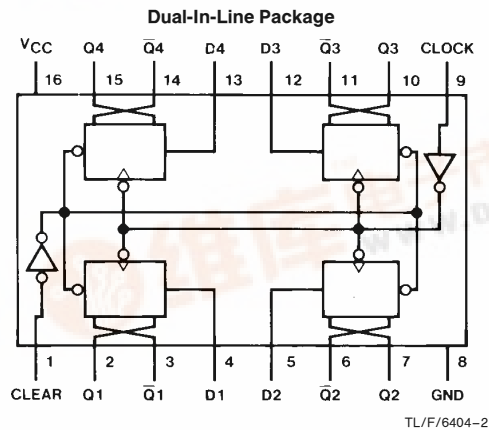 Dual-In-Line Package
VCC Q4 Q̅4 D4 D3 Q̅3 Q3 CLOCK
16 15 14 13 12 11 10 9
1 2 3 4 5 6 7 8
CLEAR Q1 Q̅1 D1 D2 Q̅2 Q2 GND
TL/F/6404–2